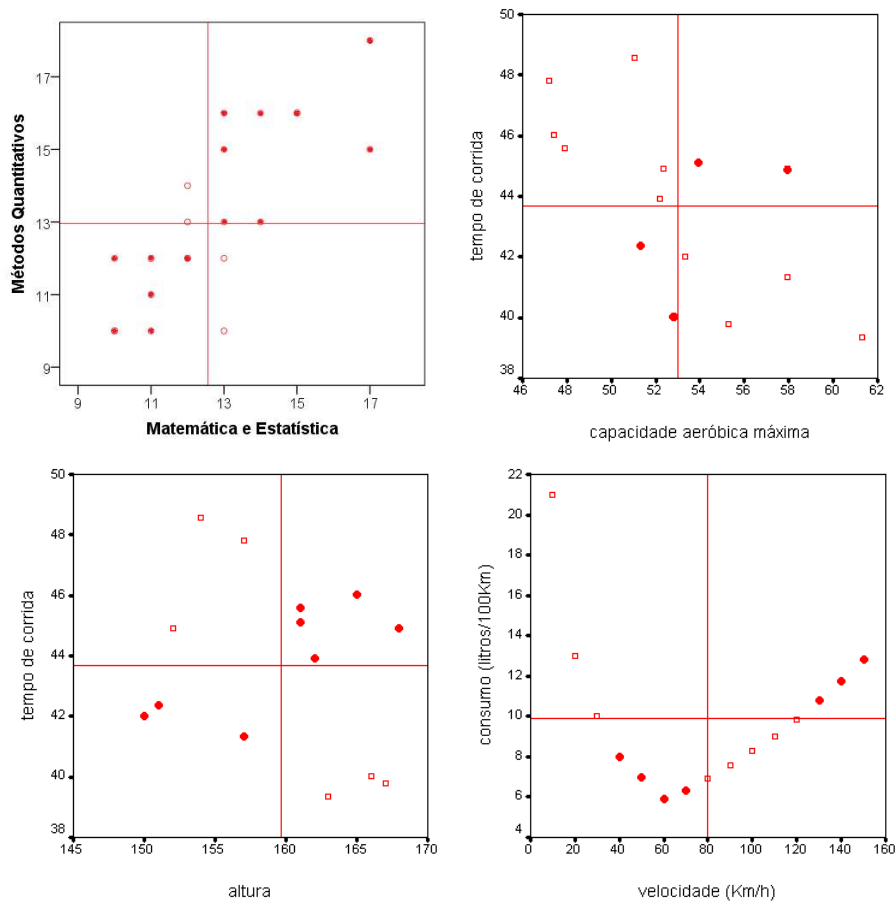 Métodos Quantitativos
17
15
13
11
9
9 11 13 15 17
Matemática e Estatística
tempo de corrida
50
48
46
44
42
40
38
46 48 50 52 54 56 58 60 62
capacidade aeróbica máxima
tempo de corrida
50
48
46
44
42
40
38
145 150 155 160 165 170
altura
consumo (litros/100Km)
22
20
18
16
14
12
10
8
6
4
0 20 40 60 80 100 120 140 160
velocidade (Km/h)